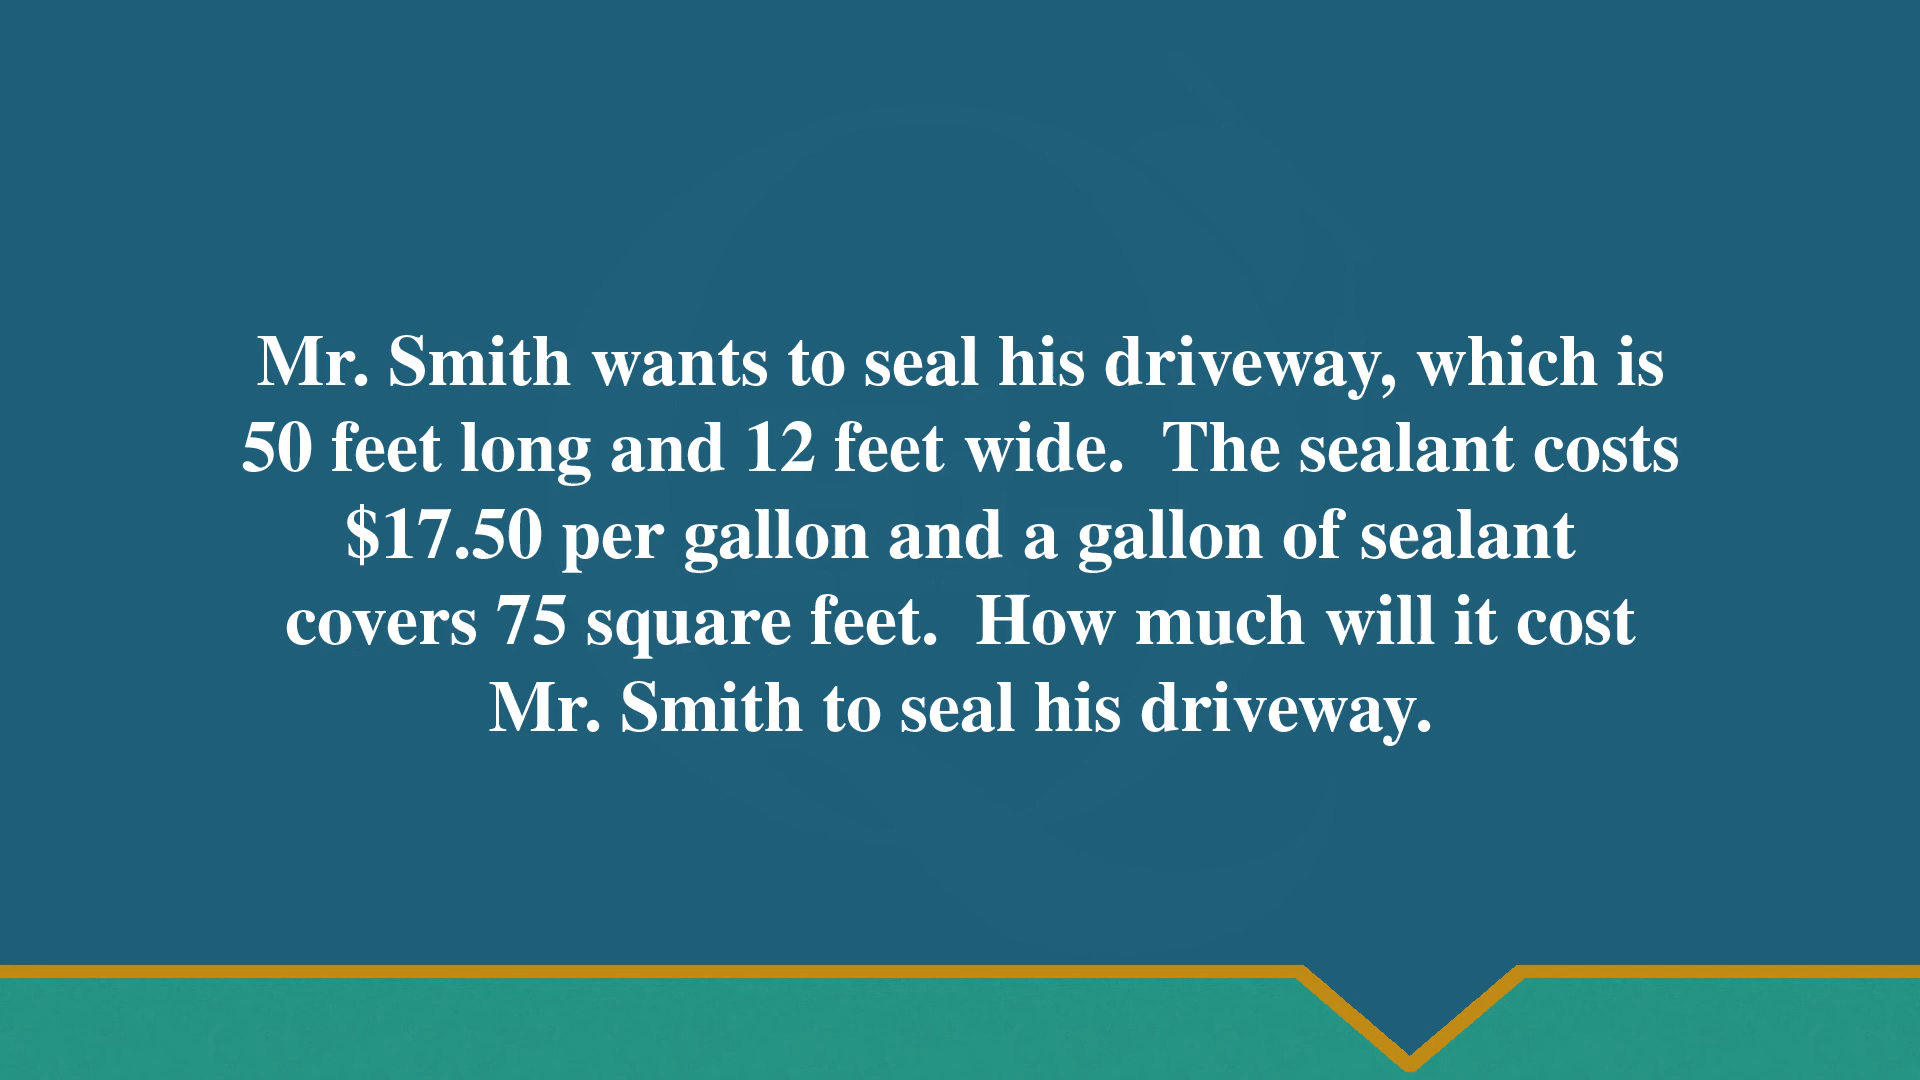 Mr. Smith wants to seal his driveway, which is
50 feet long and 12 feet wide.  The sealant costs
$17.50 per gallon and a gallon of sealant
covers 75 square feet.  How much will it cost
Mr. Smith to seal his driveway.